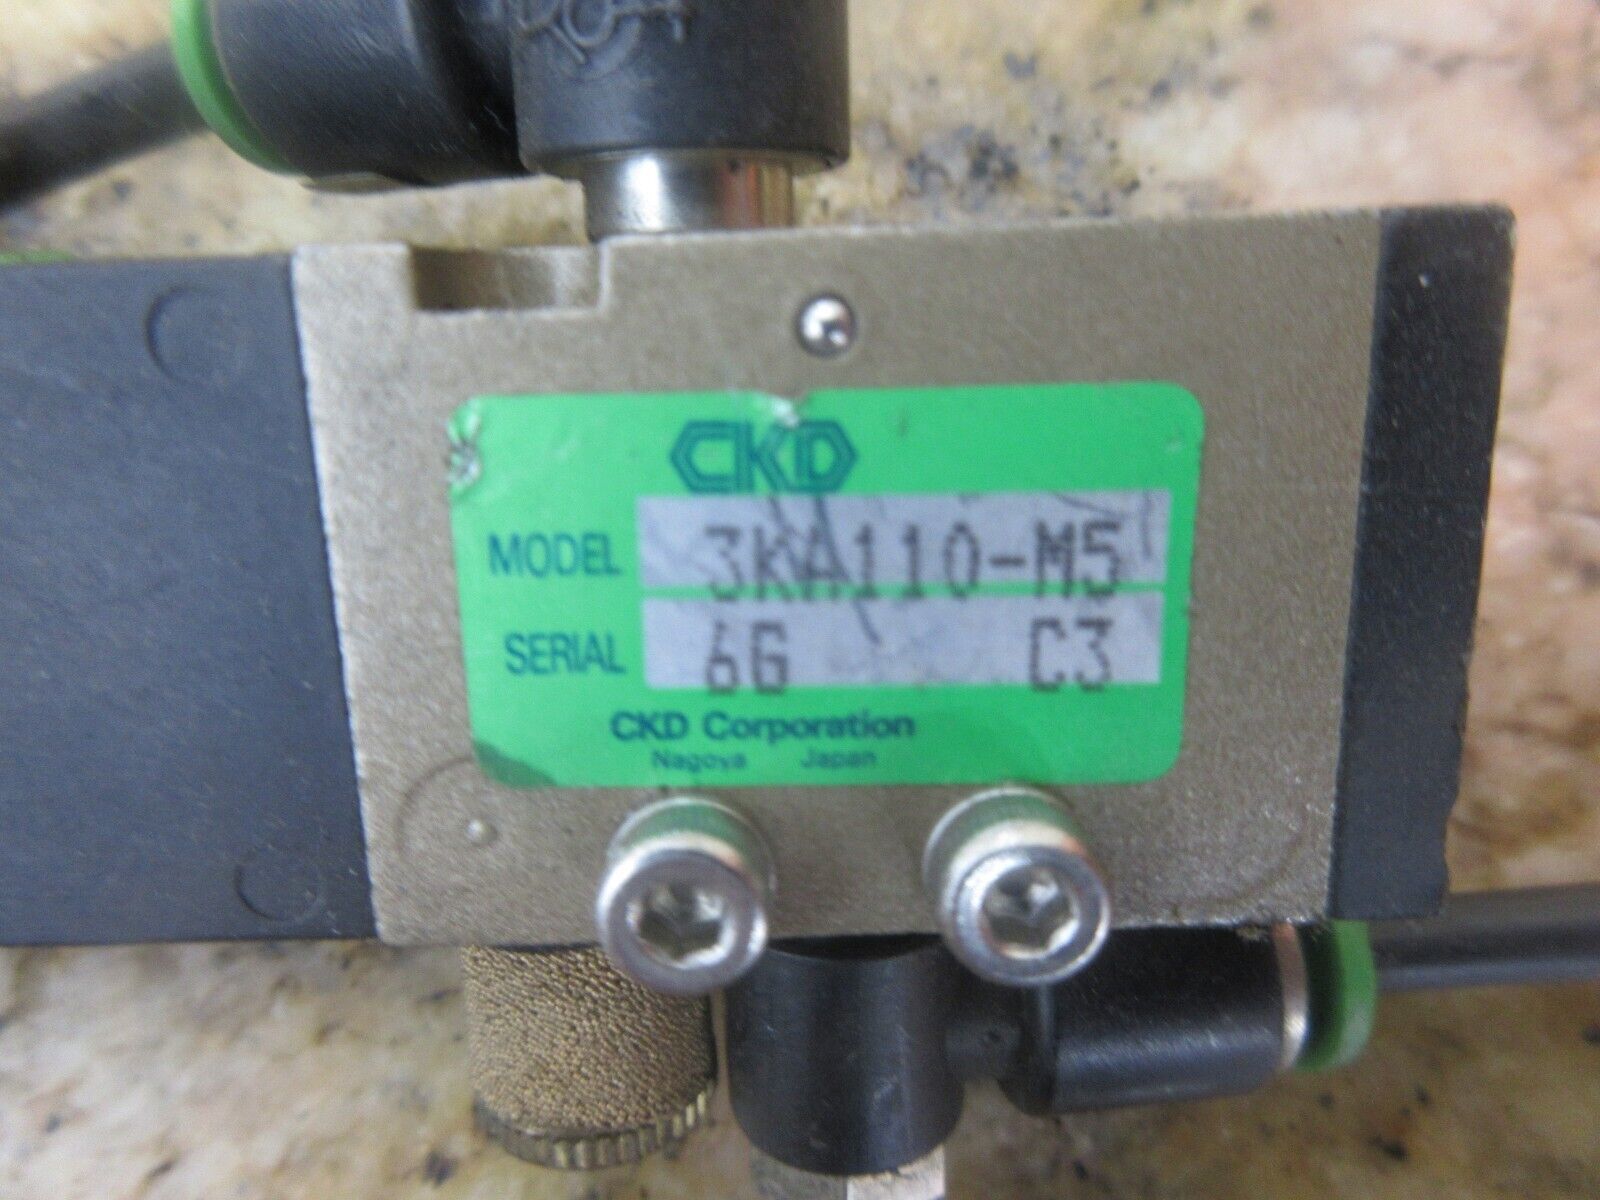 CKD
MODEL 3KA110-M5
SERIAL 6G C3
CKD Corporation
Nagoya Japan